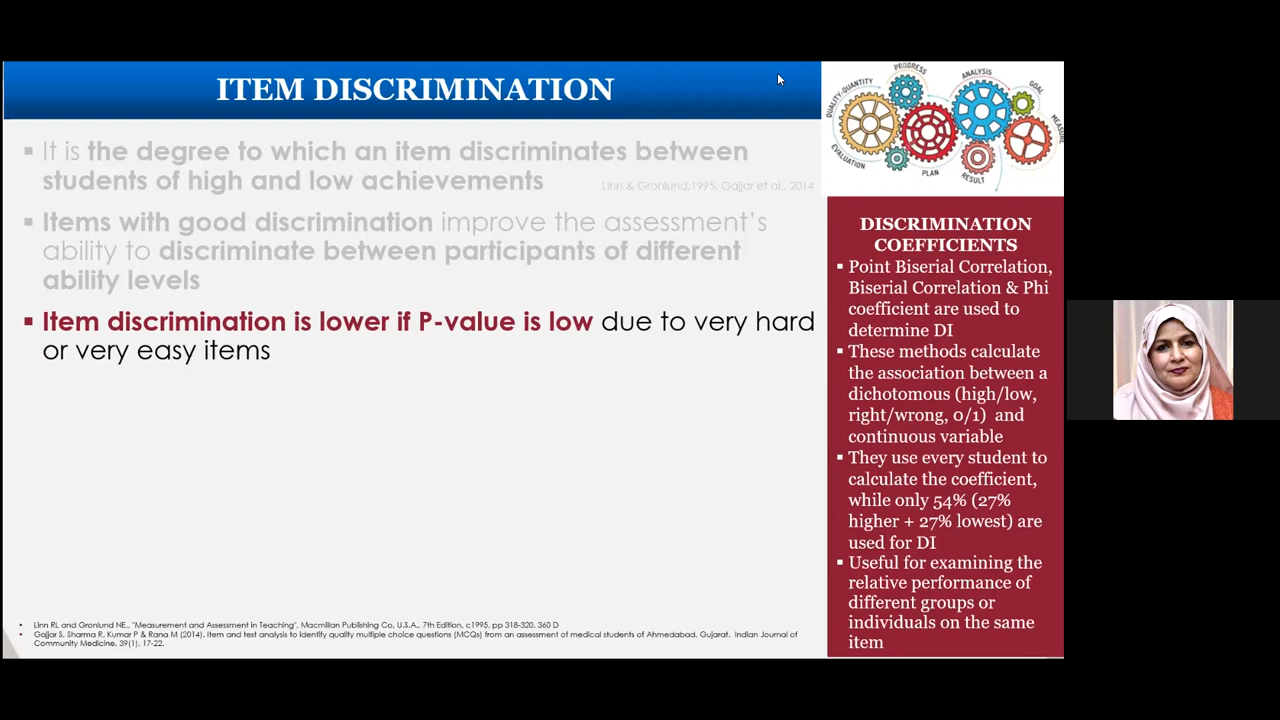 ITEM DISCRIMINATION
▪ It is the degree to which an item discriminates between
students of high and low achievements
Linn & Gronlund,1995, Gajjar et al., 2014
▪ Items with good discrimination improve the assessment's
ability to discriminate between participants of different
ability levels
▪ Item discrimination is lower if P-value is low due to very hard
or very easy items
• Linn RL and Gronlund NE., "Measurement and Assessment in Teaching", Macmillan Publishing Co, U.S.A., 7th Edition, c1995, pp 318-320. 360 D
• Gajjar S, Sharma R, Kumar P & Rana M (2014). Item and test analysis to identify quality multiple choice questions (MCQs) from an assessment of medical students of Ahmedabad, Gujarat. Indian Journal of
Community Medicine, 39(1), 17-22.
QUALITY-QUANTITY
PROGRESS
ANALYSIS
GOAL
MEASURE
EVALUATION
PLAN
RESULT
DISCRIMINATION
COEFFICIENTS
▪ Point Biserial Correlation,
Biserial Correlation & Phi
coefficient are used to
determine DI
▪ These methods calculate
the association between a
dichotomous (high/low,
right/wrong, 0/1) and
continuous variable
▪ They use every student to
calculate the coefficient,
while only 54% (27%
higher + 27% lowest) are
used for DI
▪ Useful for examining the
relative performance of
different groups or
individuals on the same
item